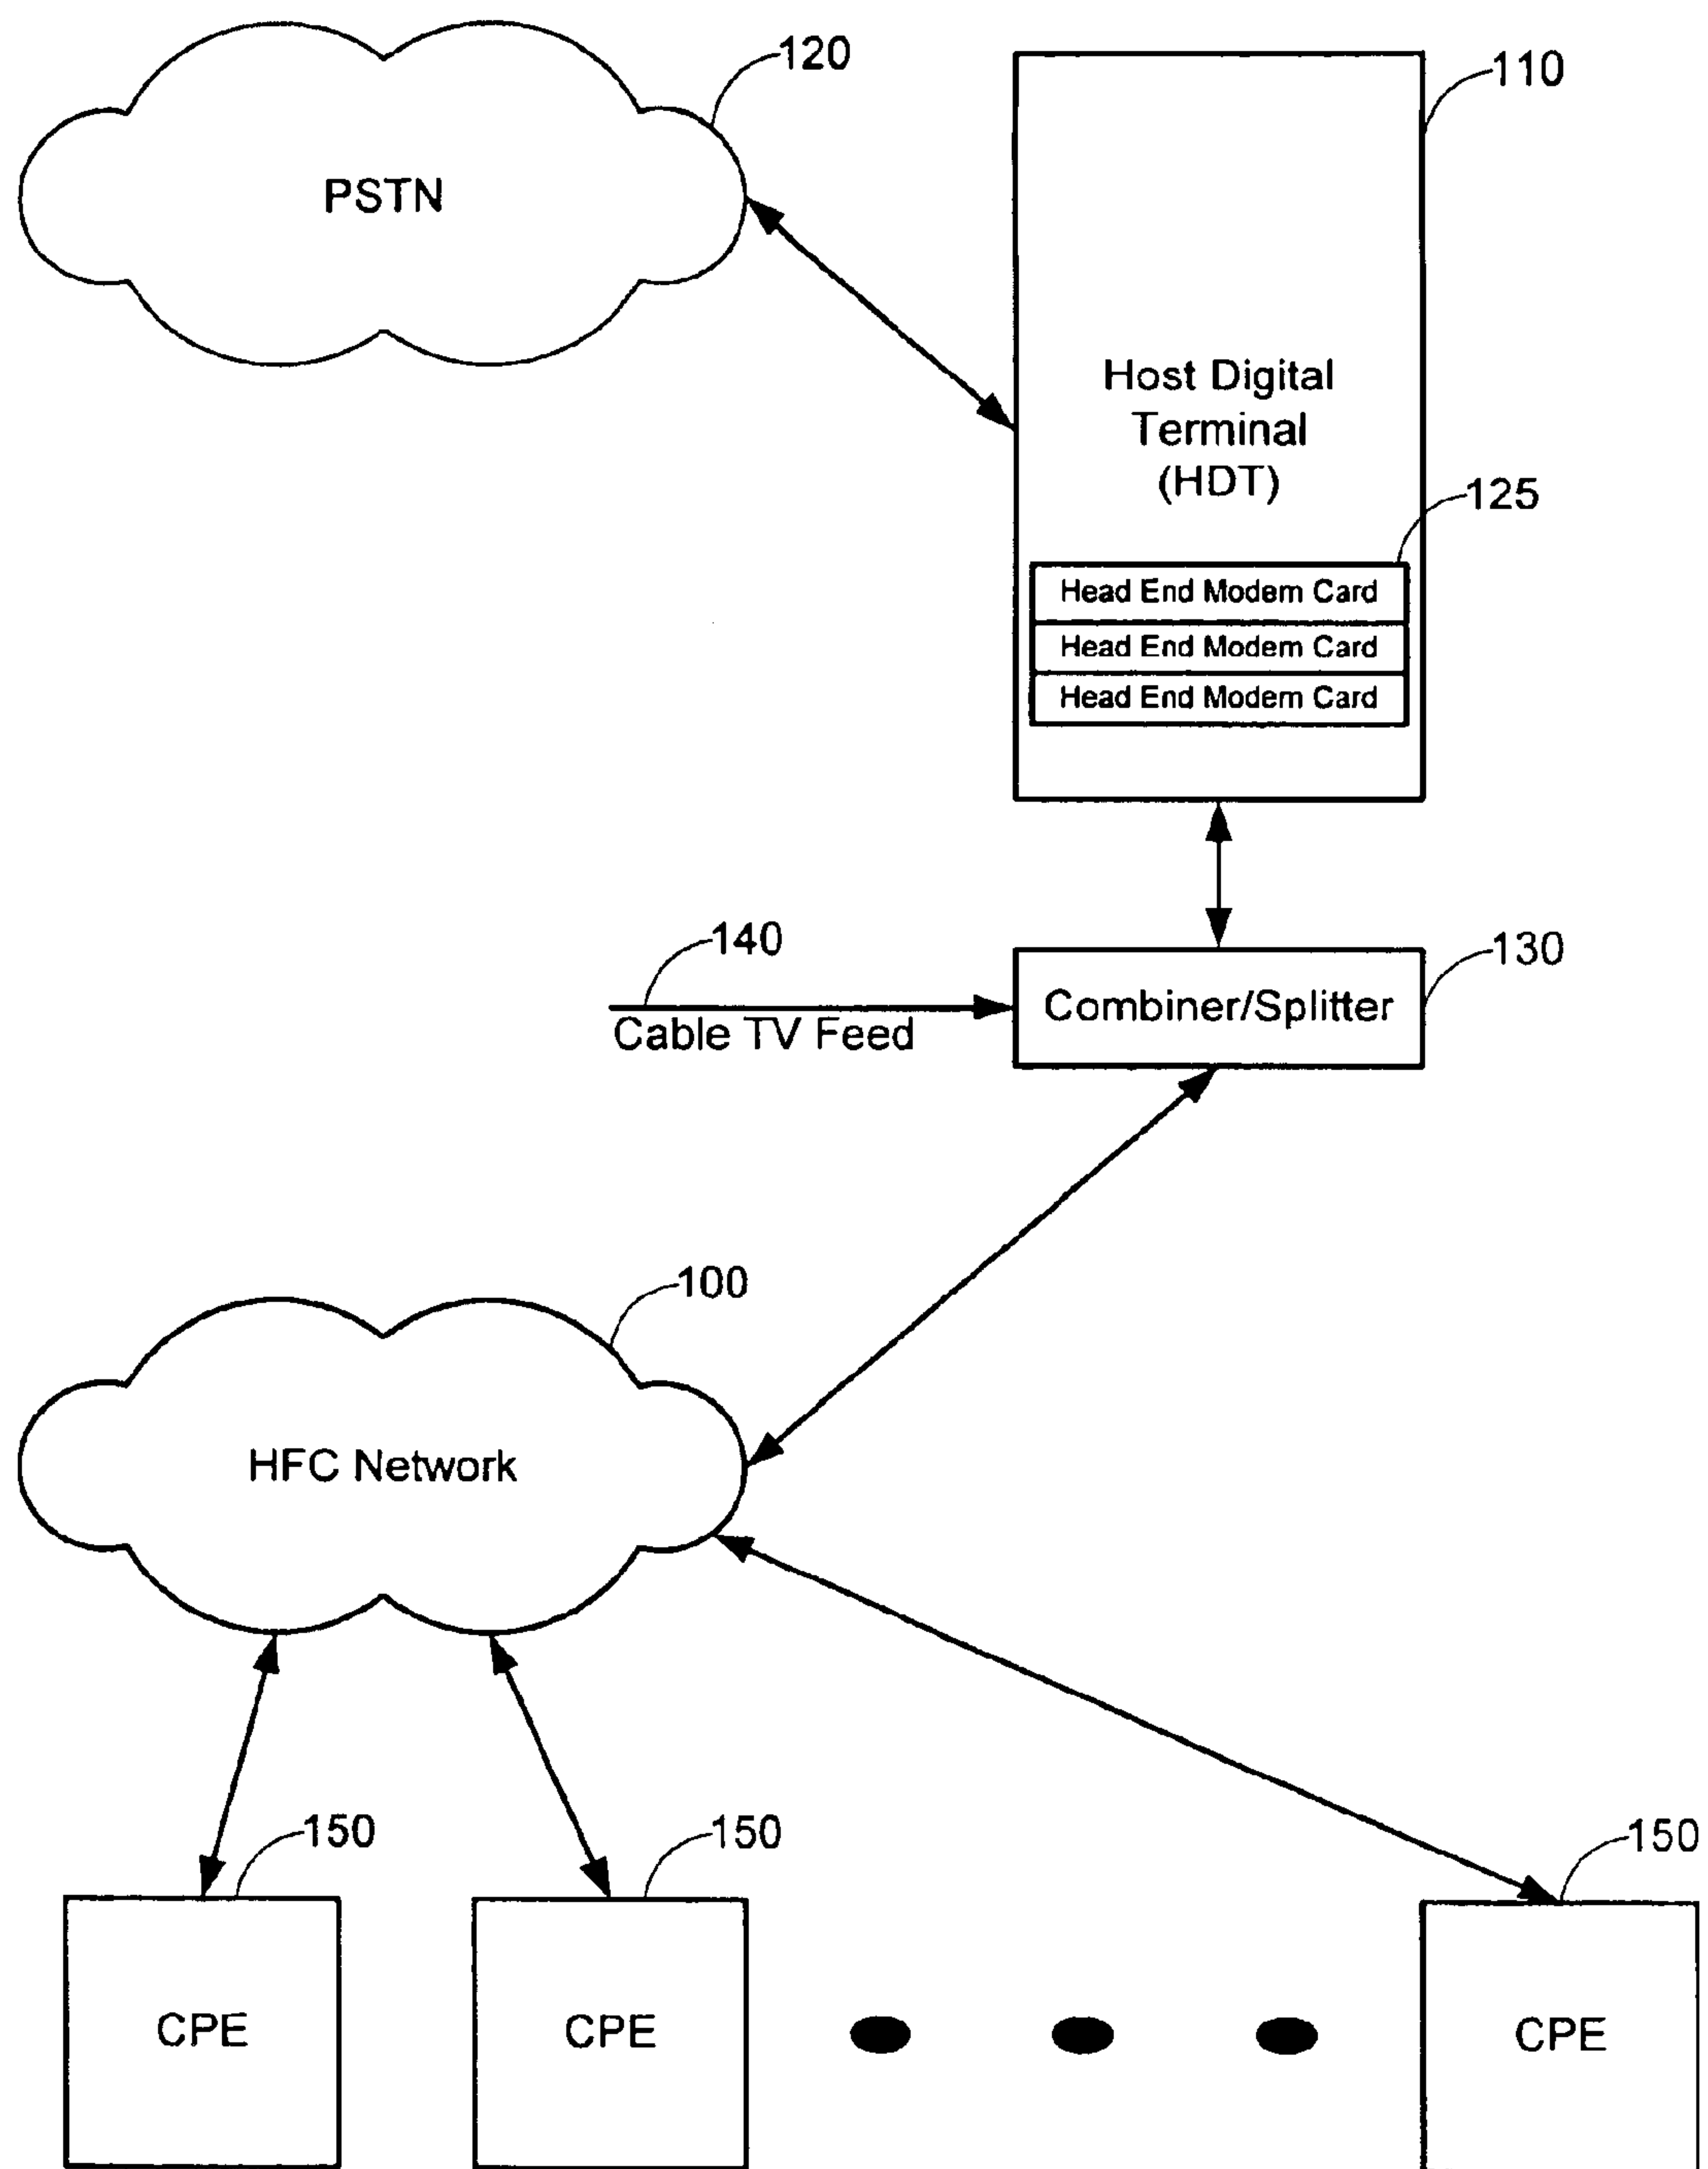 120
110
PSTN
Host Digital
Terminal
(HDT)
125
Head End Modem Card
Head End Modem Card
Head End Modem Card
140
130
Combiner/Splitter
Cable TV Feed
100
HFC Network
150
150
150
CPE
CPE
CPE